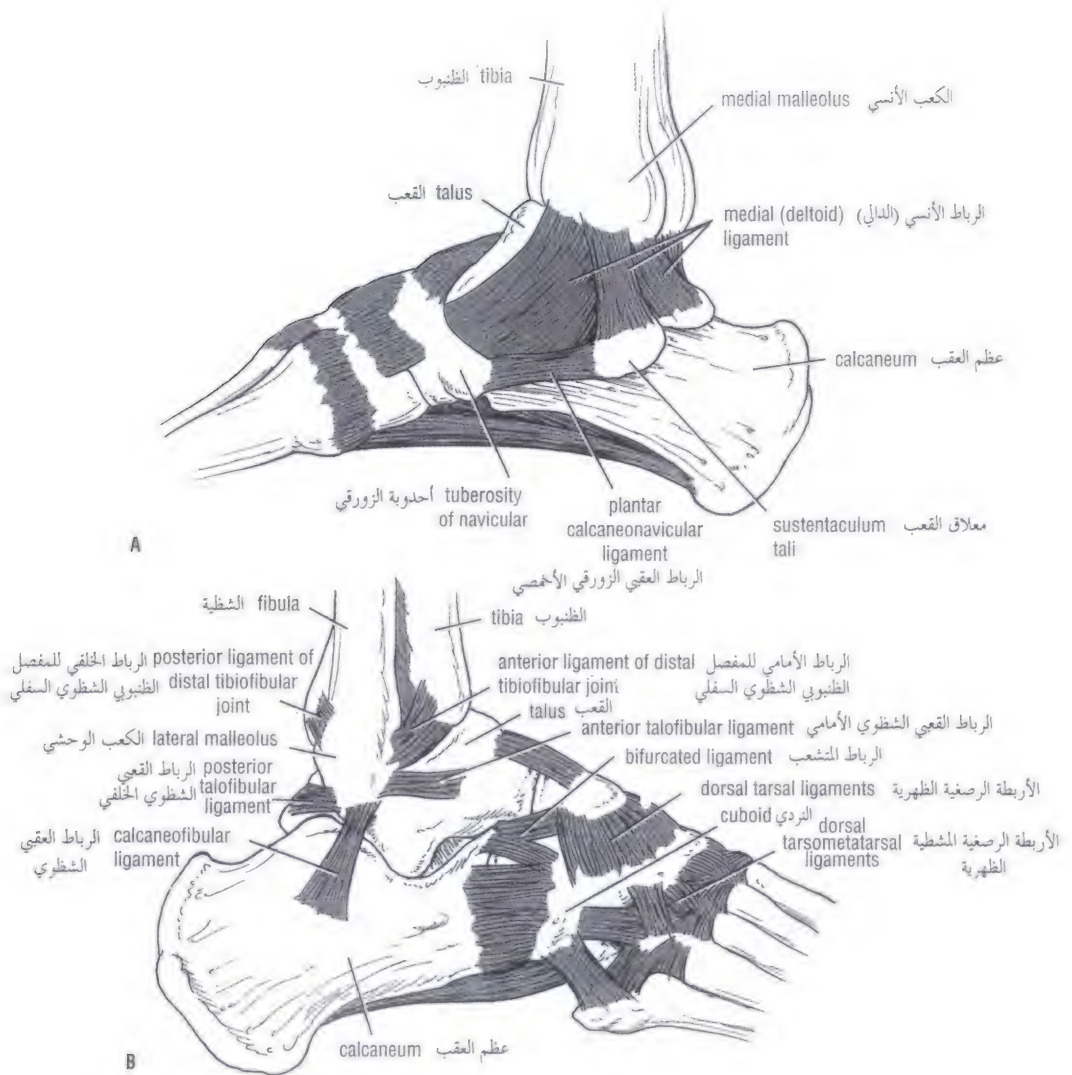 الظنبوب tibia
medial malleolus الكعب الأنسي
القعب talus
medial (deltoid) الرباط الأنسي (الدالي)
ligament
calcaneum عظم العقب
أحدوبة الزورقي tuberosity
of navicular
plantar
calcaneonavicular
ligament
الرباط العقبي الزورقي الأخمصي
sustentaculum معلاق القعب
tali
A
الشظية fibula
tibia الظنبوب
الرباط الخلفي للمفصل posterior ligament of
الظنبوبي الشظوي السفلي distal tibiofibular
joint
anterior ligament of distal الرباط الأمامي للمفصل
tibiofibular joint الظنبوبي الشظوي السفلي
talus القعب
الكعب الوحشي lateral malleolus
anterior talofibular ligament الرباط القعبي الشظوي الأمامي
bifurcated ligament الرباط المتشعب
الرباط القعبي posterior
الشظوي الخلفي talofibular
ligament
dorsal tarsal ligaments الأربطة الرصغية الظهرية
cuboid النردي
الرباط العقبي calcaneofibular
الشظوي ligament
dorsal
tarsometatarsal الأربطة الرصغية المشطية
ligaments الظهرية
calcaneum عظم العقب
B